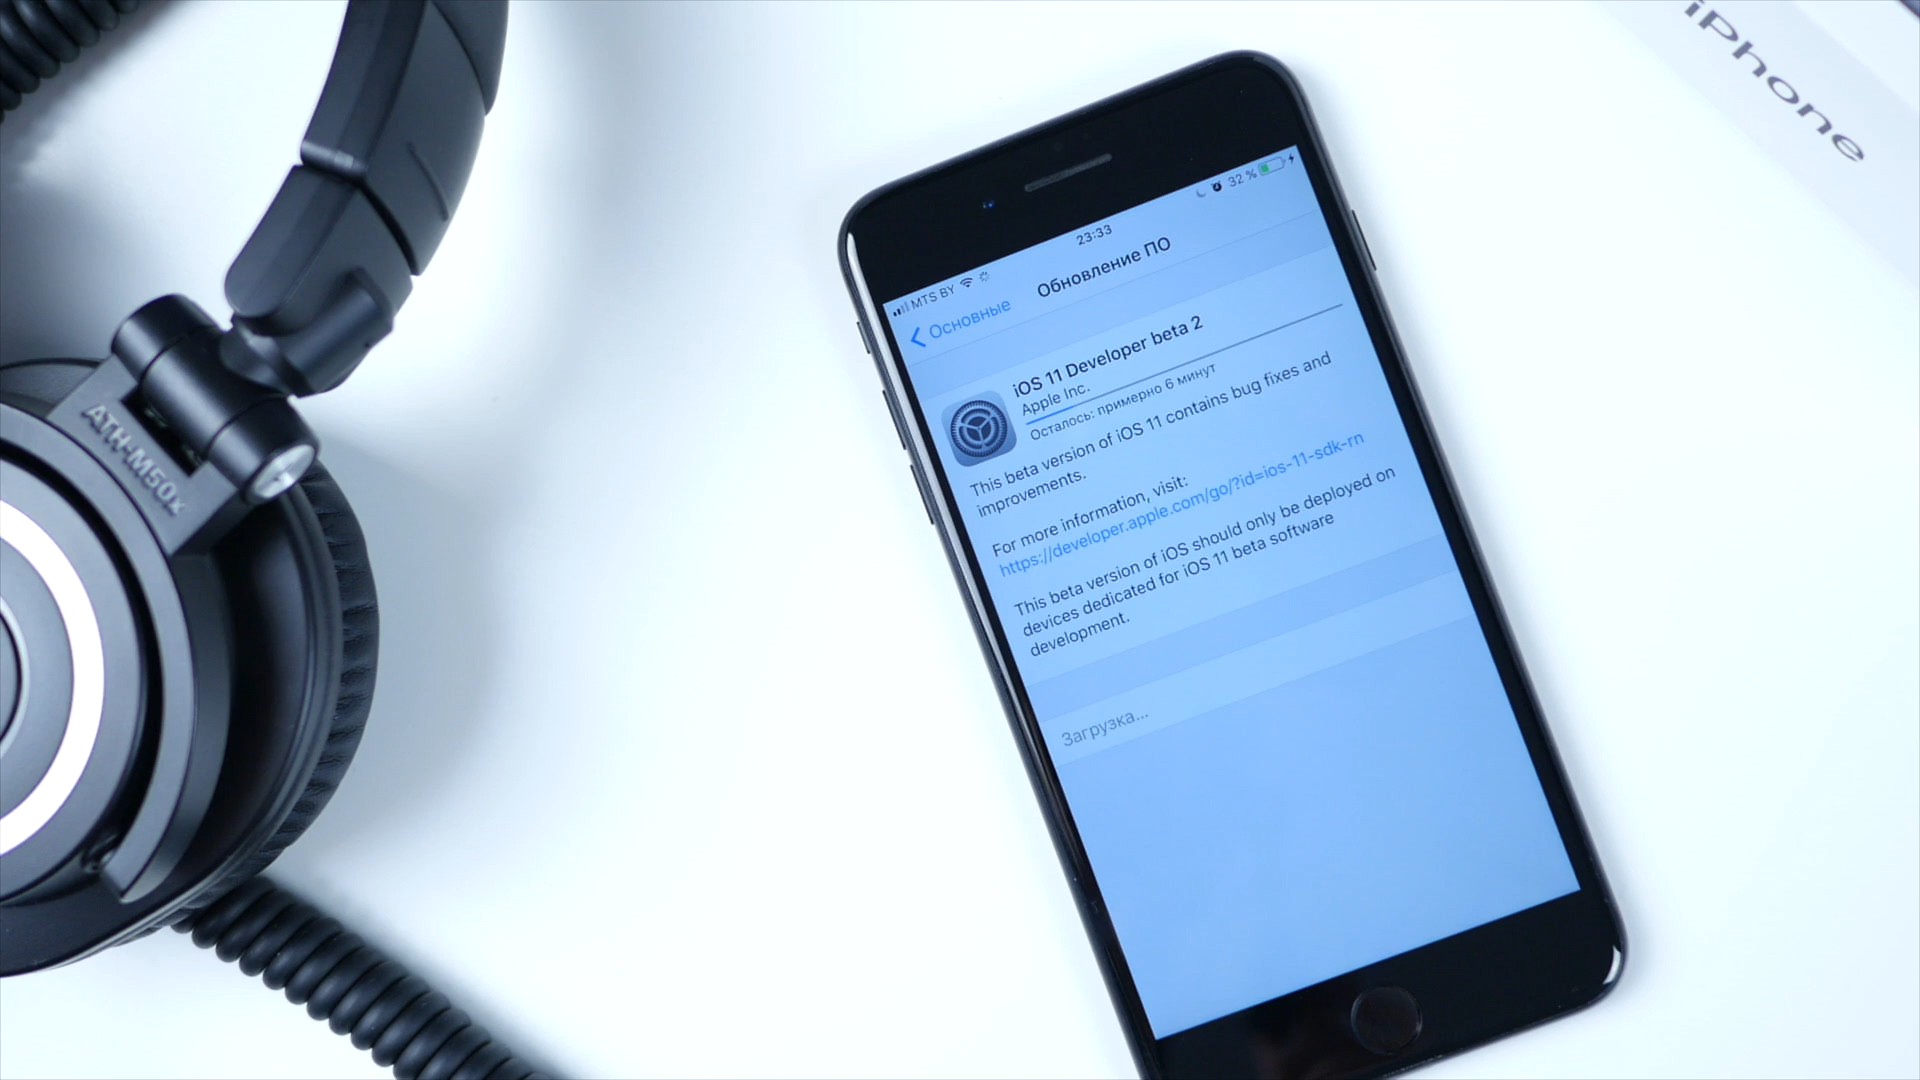 iPhone
ATH-M50x
MTS BY
23:33
32 %
Основные
Обновление ПО
iOS 11 Developer beta 2
Apple Inc.
Осталось: примерно 6 минут
This beta version of iOS 11 contains bug fixes and
improvements.
For more information, visit:
https://developer.apple.com/go/?id=ios-11-sdk-rn
This beta version of iOS should only be deployed on
devices dedicated for iOS 11 beta software
development.
Загрузка...